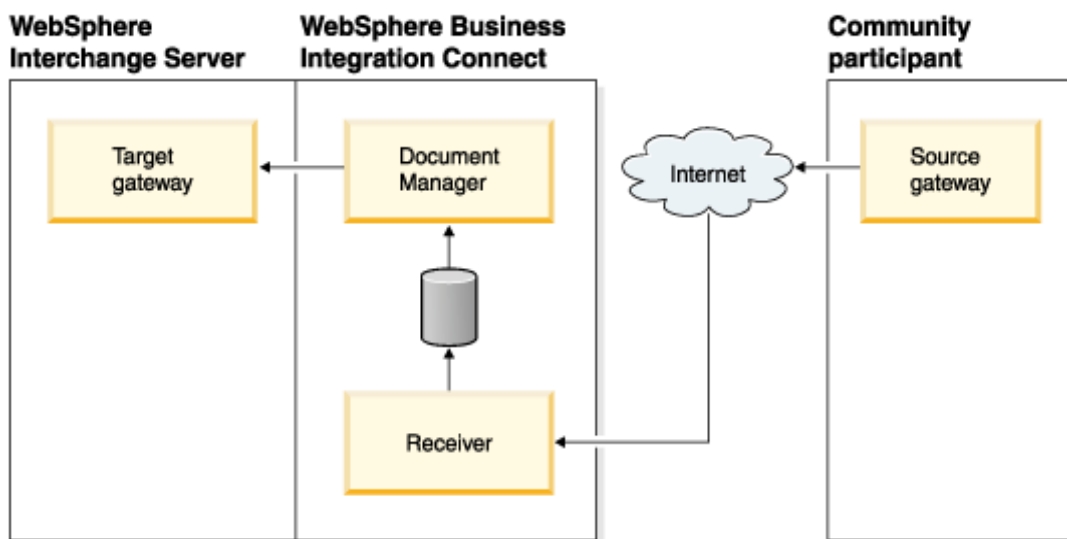 WebSphere
Interchange Server
WebSphere Business
Integration Connect
Community
participant
Target
gateway
Document
Manager
Internet
Source
gateway
Receiver